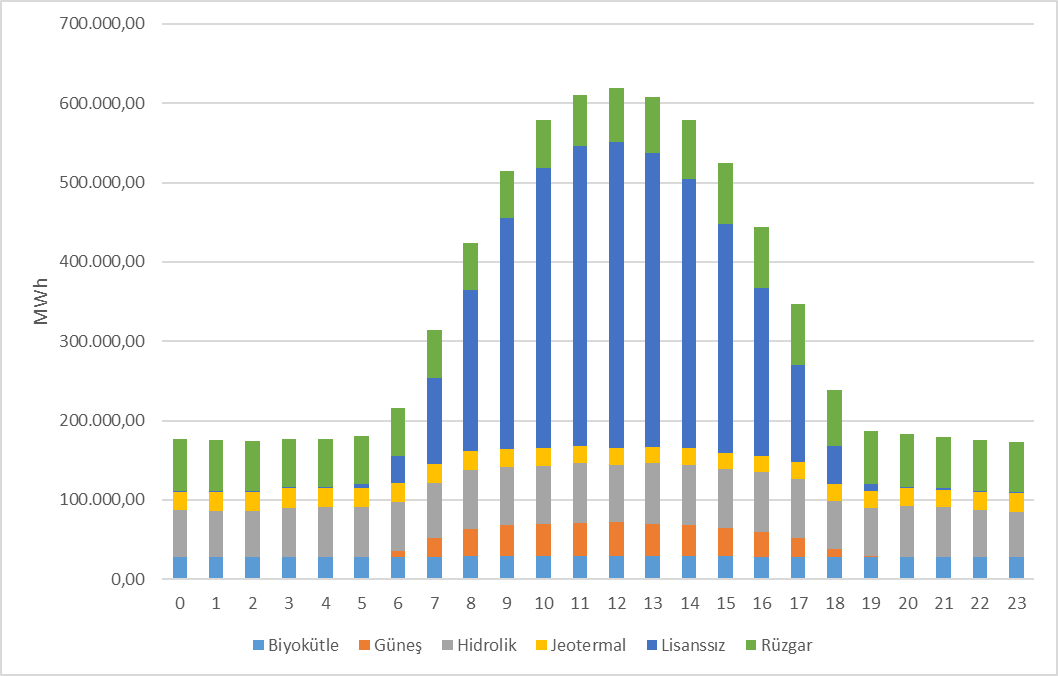 700.000,00
600.000,00
500.000,00
400.000,00
300.000,00
200.000,00
100.000,00
0,00
MWh
0 1 2 3 4 5 6 7 8 9 10 11 12 13 14 15 16 17 18 19 20 21 22 23
Biyokütle Güneş Hidrolik Jeotermal Lisanssız Rüzgar